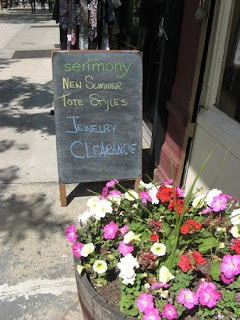 serimony
NEW SUMMER
TOTE STYLES
JEWELRY
CLEARANCE